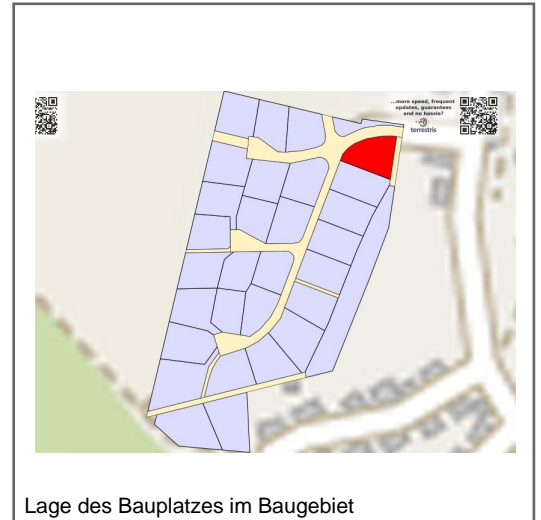 ...more speed, frequent
updates, guarantees
and no hassle?
terrestris
Lage des Bauplatzes im Baugebiet